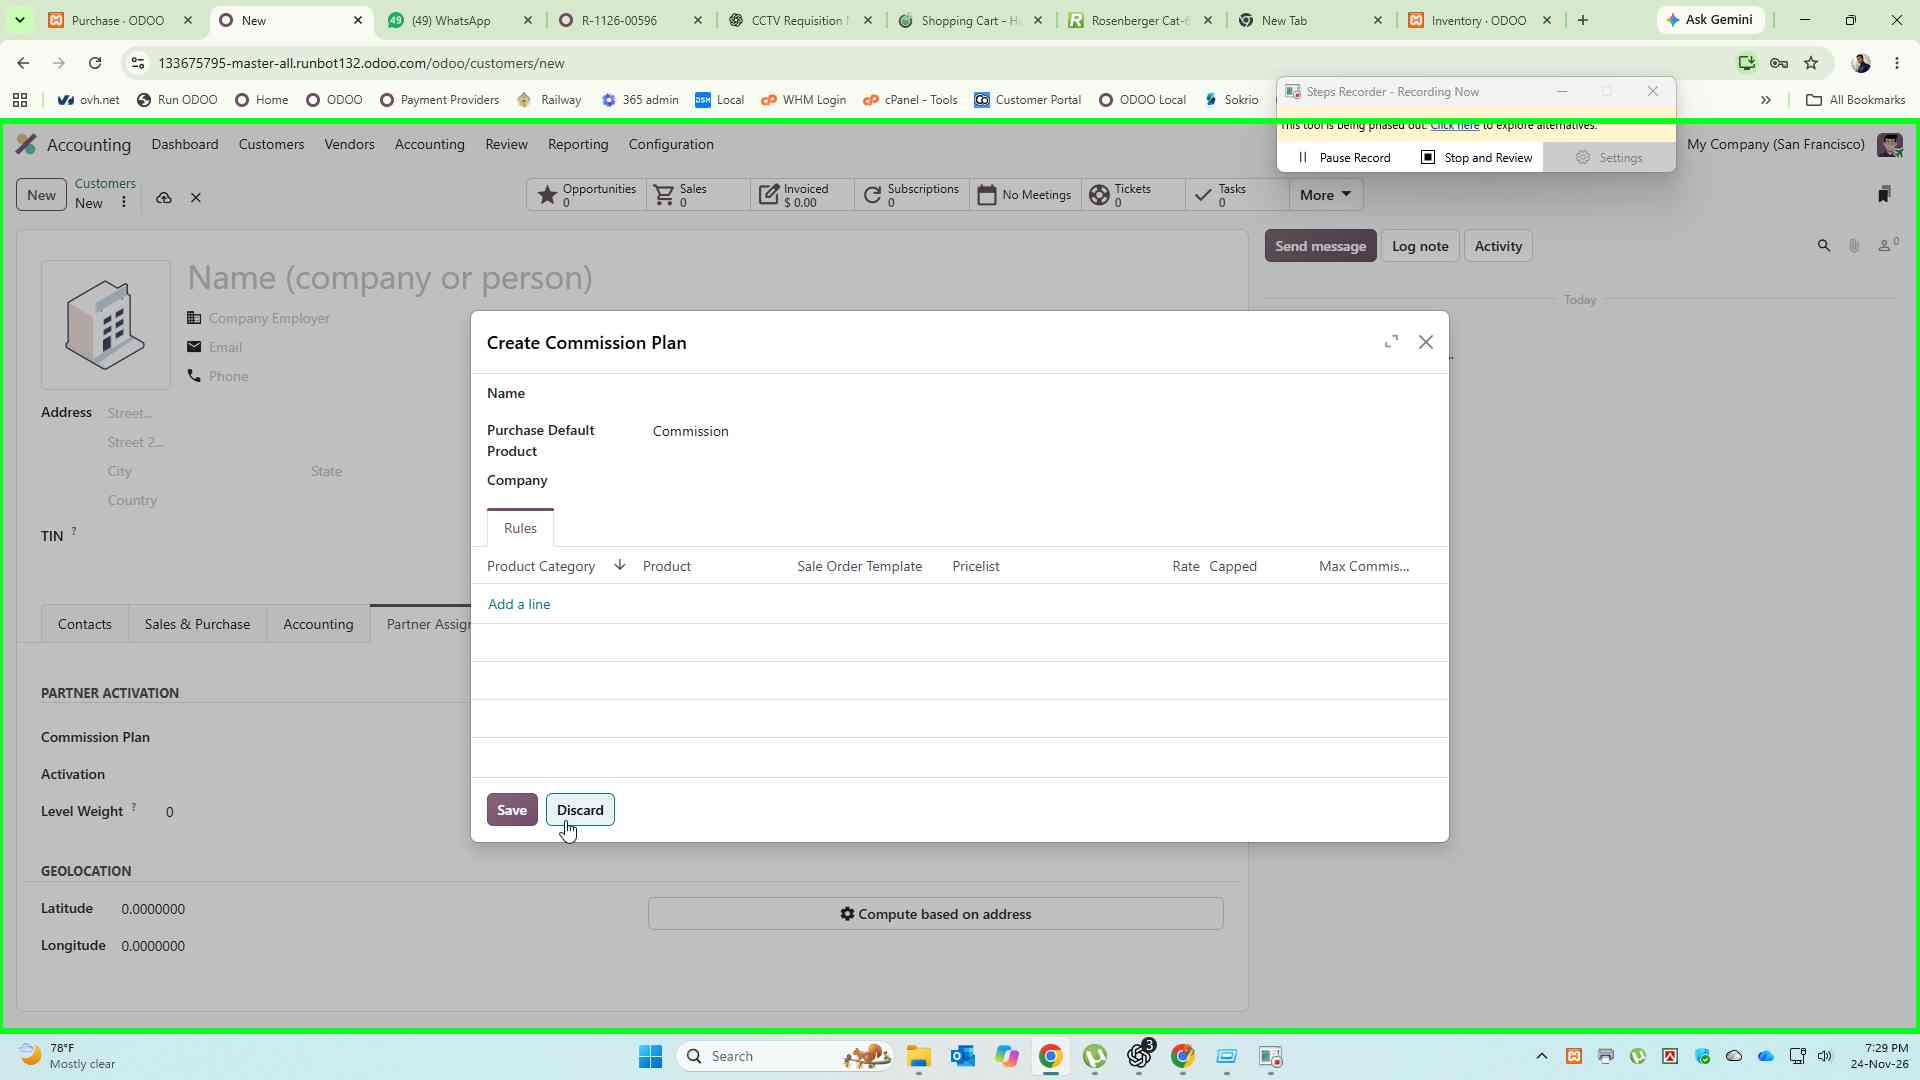 Purchase · ODOO
New
(49) WhatsApp
R-1126-00596
CCTV Requisition
Shopping Cart - H
Rosenberger Cat-6
New Tab
Inventory · ODOO
Ask Gemini
133675795-master-all.runbot132.odoo.com/odoo/customers/new
ovh.net
Run ODOO
Home
ODOO
Payment Providers
Railway
365 admin
Local
WHM Login
cPanel - Tools
Customer Portal
ODOO Local
Sokrio
All Bookmarks
Steps Recorder - Recording Now
This tool is being phased out. Click here to explore alternatives.
Pause Record
Stop and Review
Settings
Accounting
Dashboard
Customers
Vendors
Accounting
Review
Reporting
Configuration
My Company (San Francisco)
New
Customers
New
Opportunities
0
Sales
0
Invoiced
$ 0.00
Subscriptions
0
No Meetings
Tickets
0
Tasks
0
More
Send message
Log note
Activity
0
Today
Name (company or person)
Company Employer
Email
Phone
Address
Street...
Street 2...
City
State
Country
TIN ?
Contacts
Sales & Purchase
Accounting
Partner Assig
PARTNER ACTIVATION
Commission Plan
Activation
Level Weight ?
0
GEOLOCATION
Latitude
0.0000000
Longitude
0.0000000
Compute based on address
Create Commission Plan
Name
Purchase Default
Product
Commission
Company
Rules
Product Category
Product
Sale Order Template
Pricelist
Rate
Capped
Max Commis...
Add a line
Save
Discard
78°F
Mostly clear
Search
3
7:29 PM
24-Nov-26